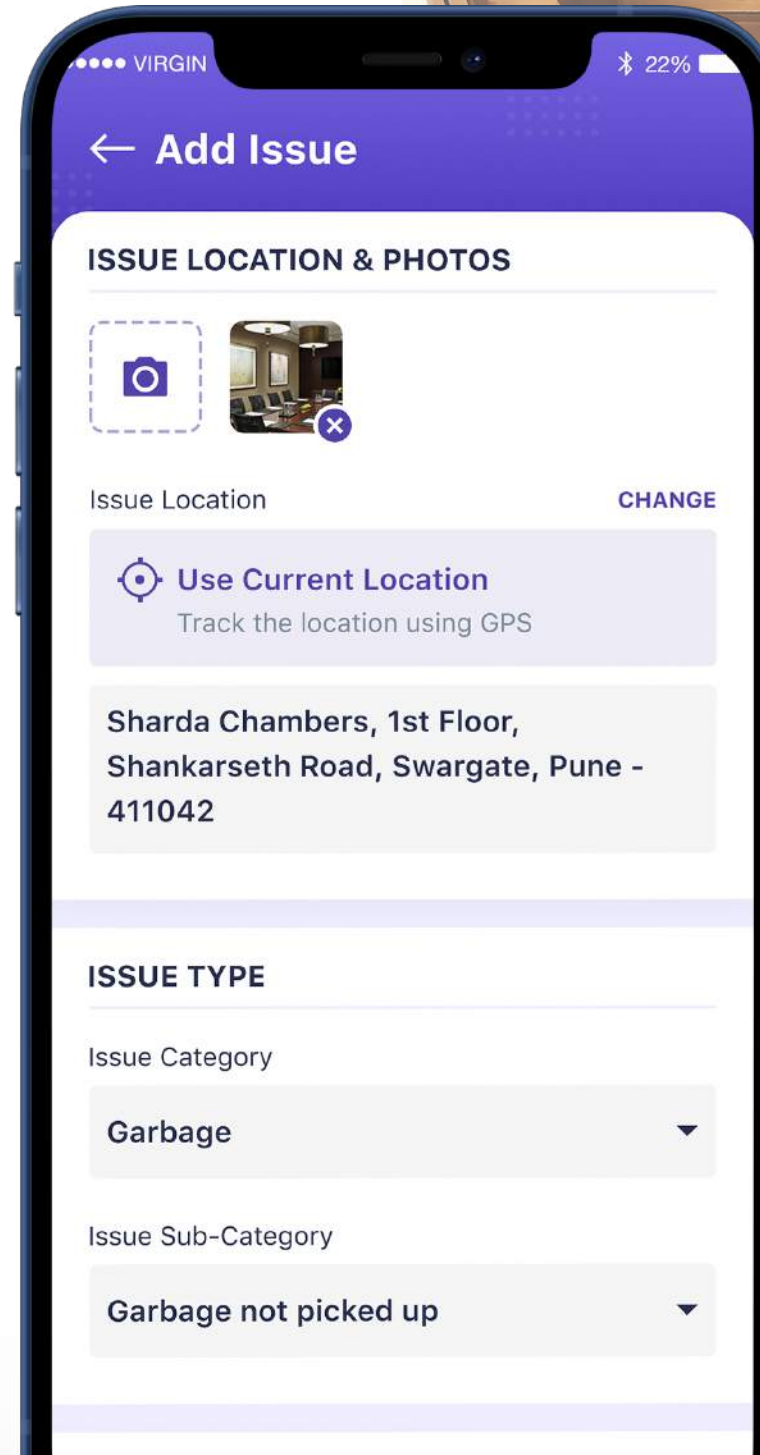 VIRGIN
22%
Add Issue
ISSUE LOCATION & PHOTOS
Issue Location
CHANGE
Use Current Location
Track the location using GPS
Sharda Chambers, 1st Floor,
Shankarseth Road, Swargate, Pune -
411042
ISSUE TYPE
Issue Category
Garbage
Issue Sub-Category
Garbage not picked up